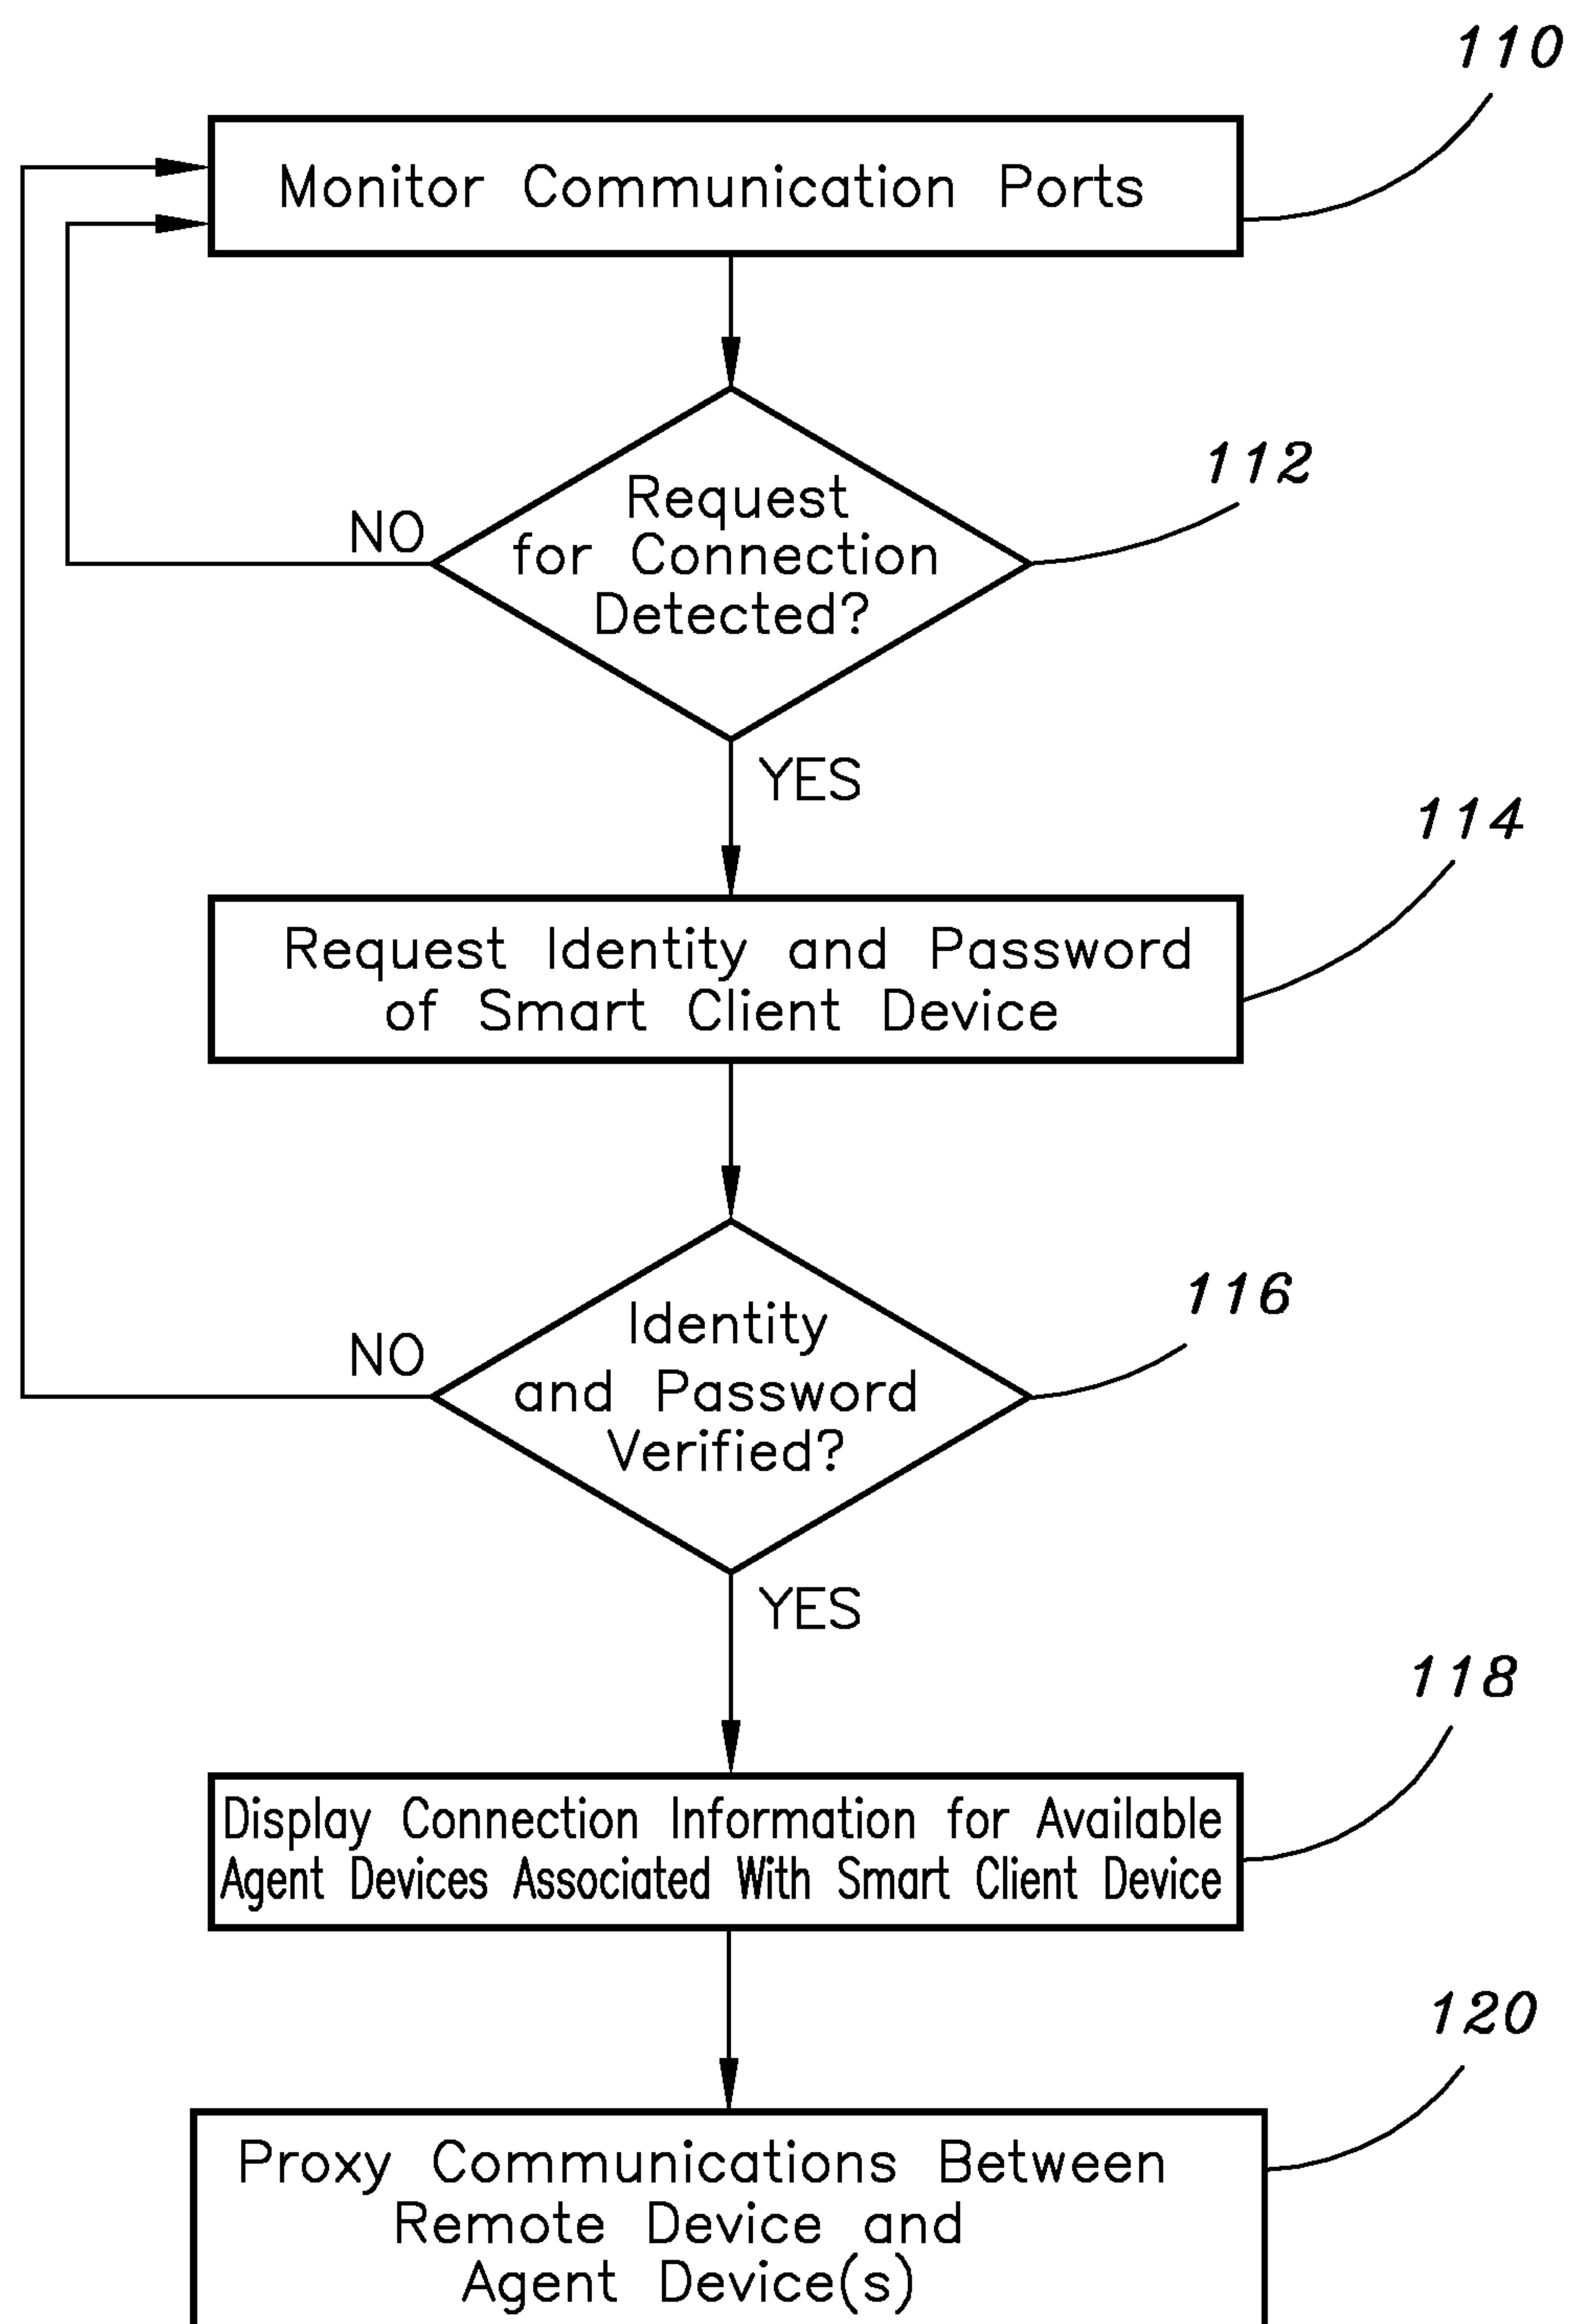 110
Monitor Communication Ports
112
Request
for Connection
Detected?
NO
YES
114
Request Identity and Password
of Smart Client Device
116
Identity
and Password
Verified?
NO
YES
118
Display Connection Information for Available
Agent Devices Associated With Smart Client Device
120
Proxy Communications Between
Remote Device and
Agent Device(s)